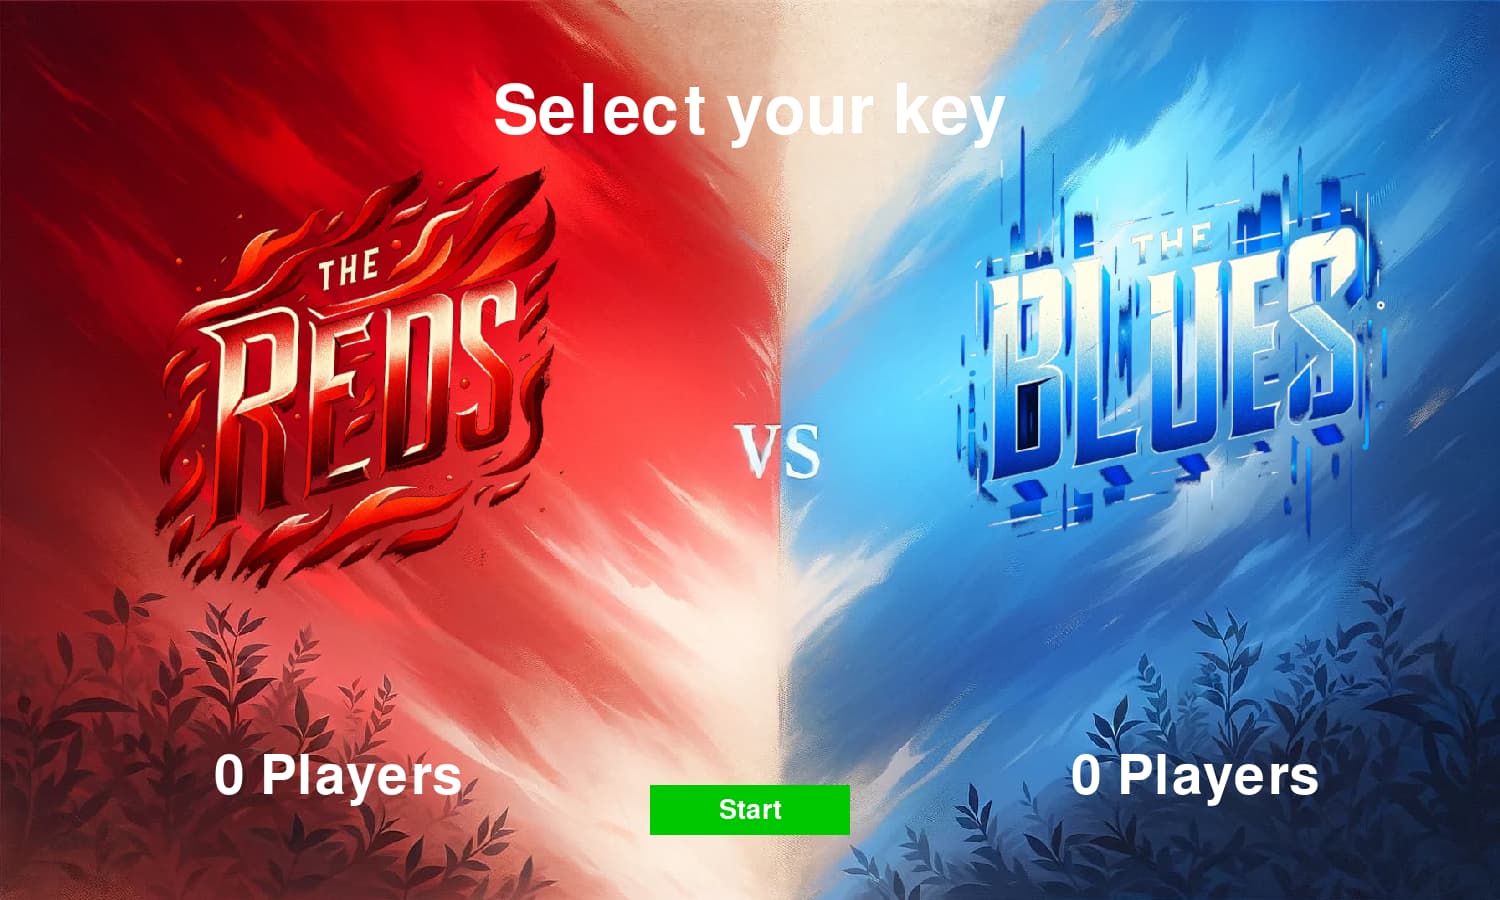 Select your key
THE
REDS
THE
BLUES
VS
0 Players
0 Players
Start